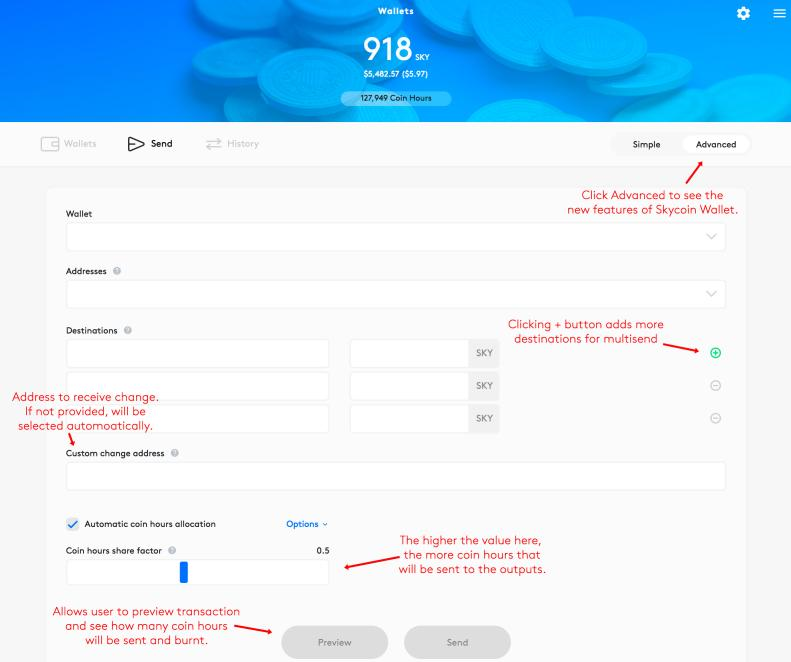 Wallets
918 SKY
$5,482.57 ($5.97)
127,949 Coin Hours
Wallets
Send
History
Simple
Advanced
Click Advanced to see the
new features of Skycoin Wallet.
Wallet
Addresses ?
Destinations ?
Clicking + button adds more
destinations for multisend
SKY
SKY
SKY
Address to receive change.
If not provided, will be
selected automoatically.
Custom change address ?
Automatic coin hours allocation
Options
Coin hours share factor ?
0.5
The higher the value here,
the more coin hours that
will be sent to the outputs.
Allows user to preview transaction
and see how many coin hours
will be sent and burnt.
Preview
Send